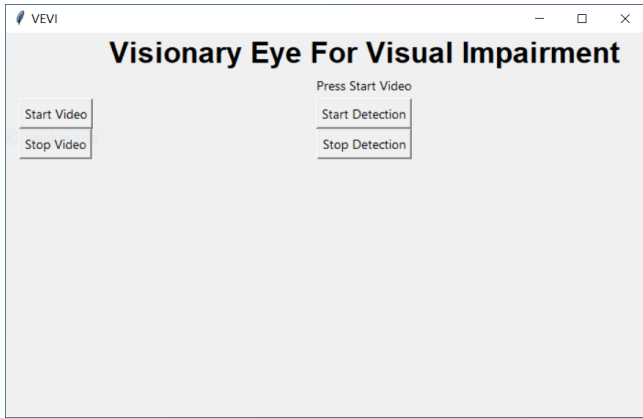 VEVI
Visionary Eye For Visual Impairment
Press Start Video
Start Video Start Detection
Stop Video Stop Detection